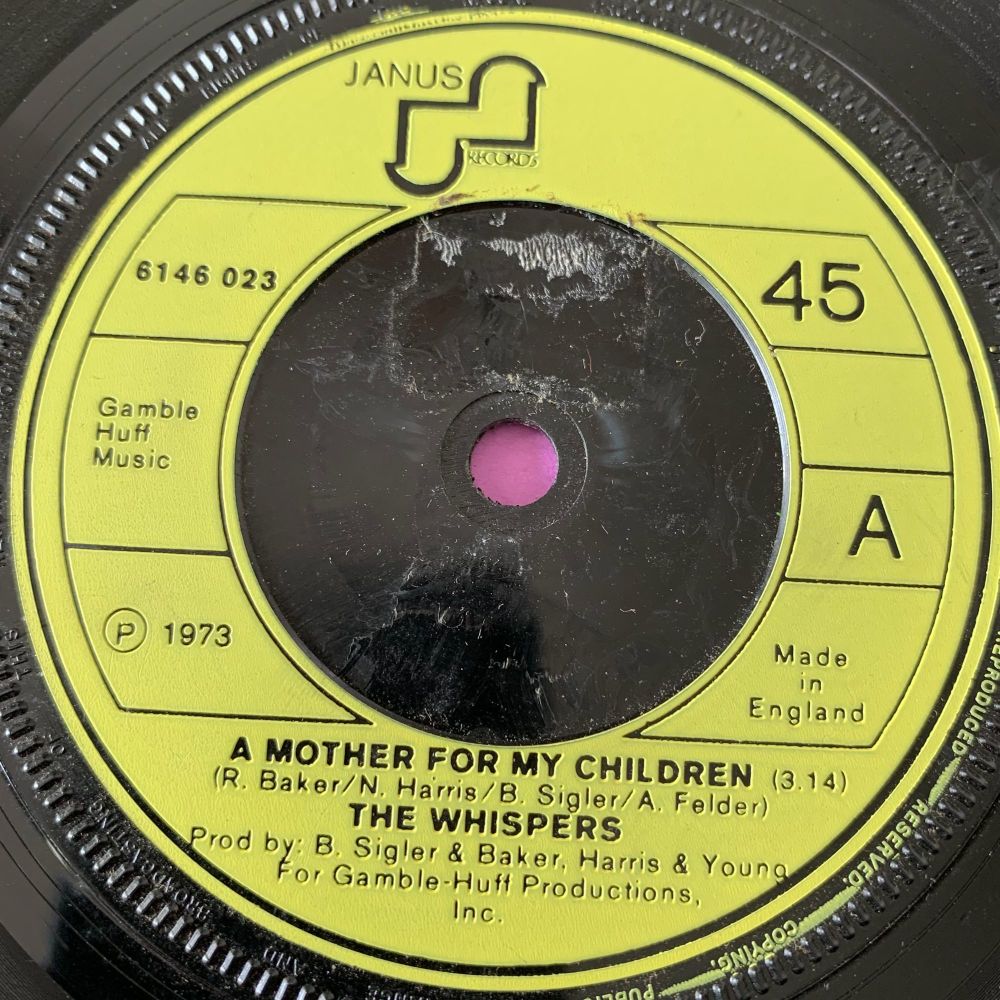 JANUS
RECORDS
6146 023
45
Gamble
Huff
Music
A
℗ 1973
Made
in
England
A MOTHER FOR MY CHILDREN (3.14)
(R. Baker/N. Harris/B. Sigler/A. Felder)
THE WHISPERS
Prod by: B. Sigler & Baker, Harris & Young
For Gamble-Huff Productions,
Inc.
REPRODUCED
RESERVED.
COPYING,